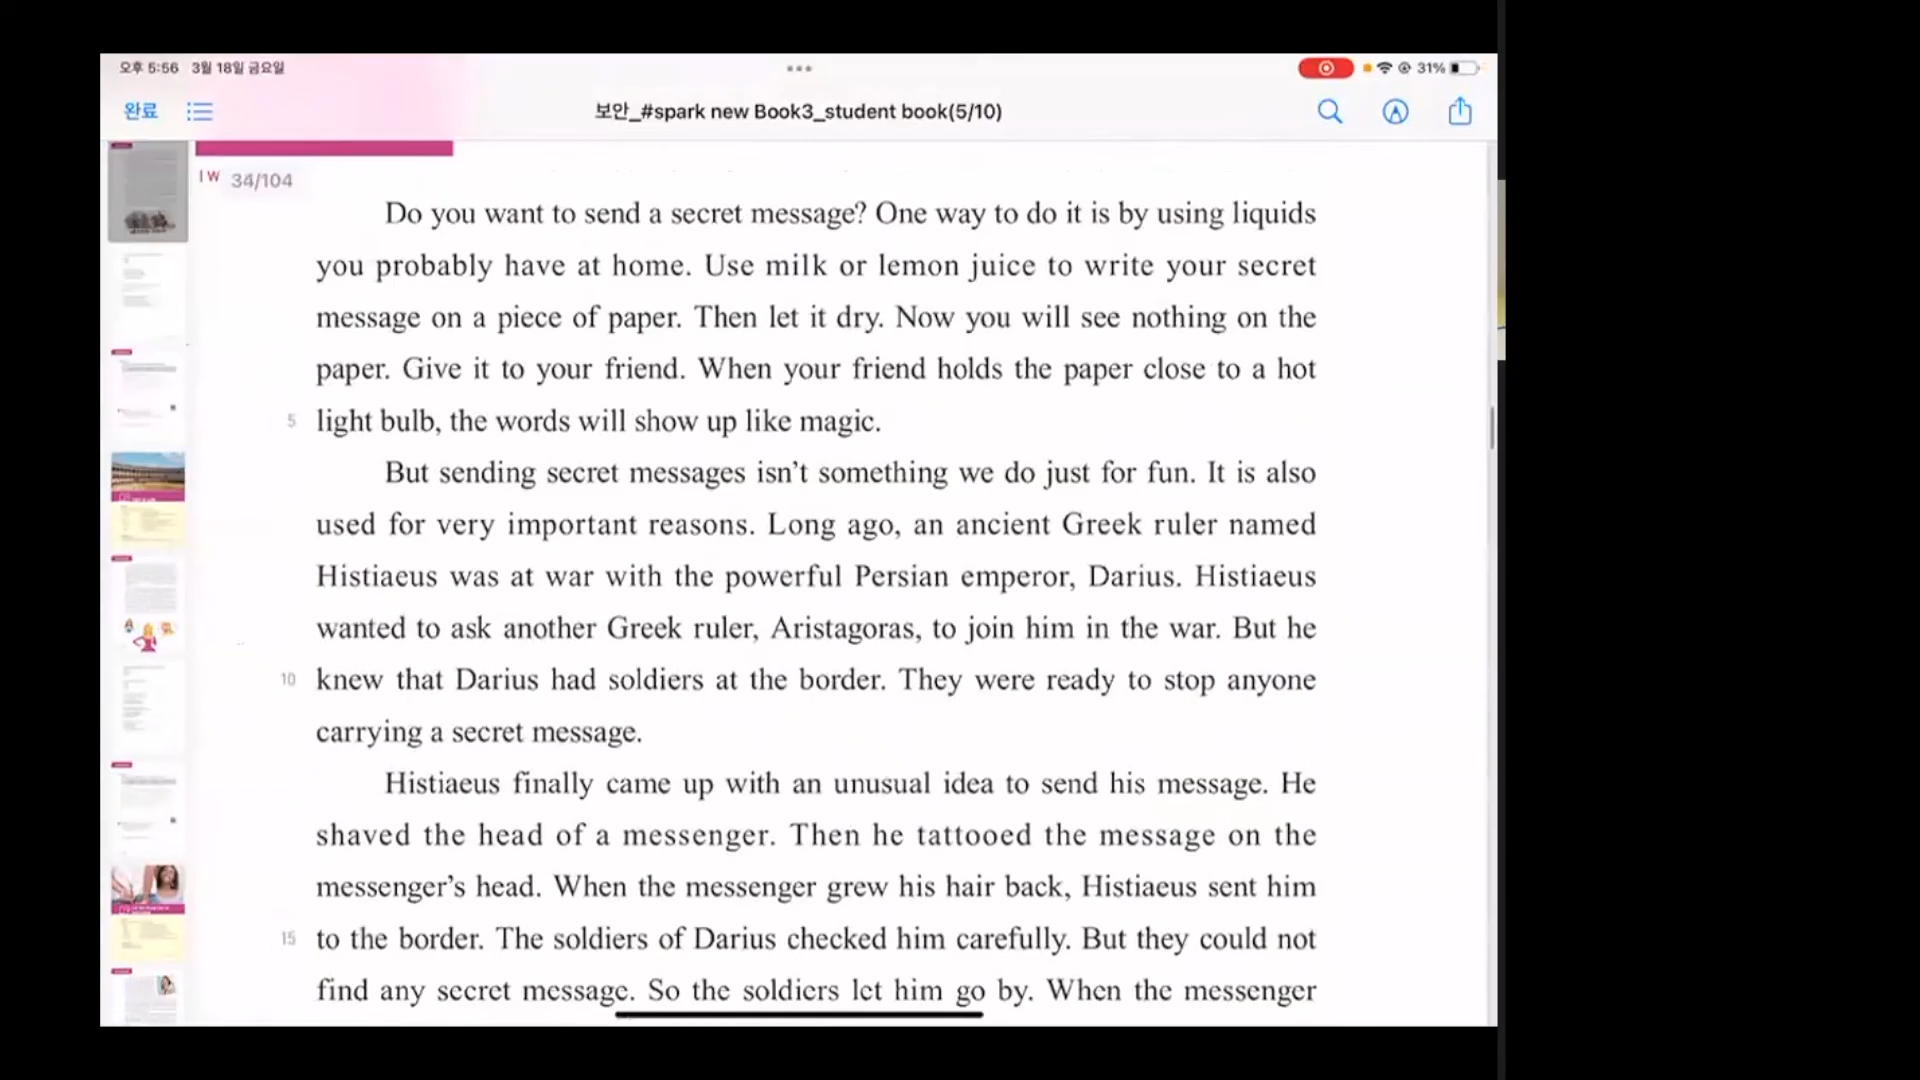 오후 5:56 3월 18일 금요일
31%
완료
보안_#spark new Book3_student book(5/10)
34/104
Do you want to send a secret message? One way to do it is by using liquids
you probably have at home. Use milk or lemon juice to write your secret
message on a piece of paper. Then let it dry. Now you will see nothing on the
paper. Give it to your friend. When your friend holds the paper close to a hot
5 light bulb, the words will show up like magic.
But sending secret messages isn’t something we do just for fun. It is also
used for very important reasons. Long ago, an ancient Greek ruler named
Histiaeus was at war with the powerful Persian emperor, Darius. Histiaeus
wanted to ask another Greek ruler, Aristagoras, to join him in the war. But he
10 knew that Darius had soldiers at the border. They were ready to stop anyone
carrying a secret message.
Histiaeus finally came up with an unusual idea to send his message. He
shaved the head of a messenger. Then he tattooed the message on the
messenger’s head. When the messenger grew his hair back, Histiaeus sent him
15 to the border. The soldiers of Darius checked him carefully. But they could not
find any secret message. So the soldiers let him go by. When the messenger